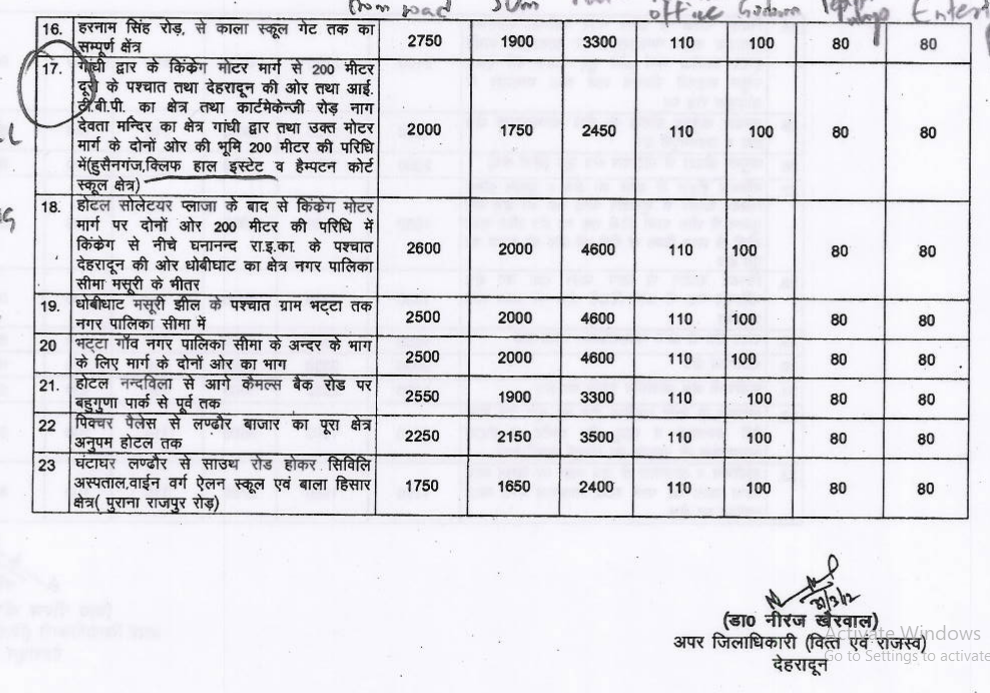 from road
office Godown
16. हरनाम सिंह रोड़, से काला स्कूल गेट तक का सम्पूर्ण क्षेत्र 2750 1900 3300 110 100 80 80
17. गांधी द्वार के किंक्रेग मोटर मार्ग से 200 मीटर
दूरी के पश्चात तथा देहरादून की ओर तथा आई.
टी.बी.पी. का क्षेत्र तथा कार्टमेकेन्जी रोड़ नाग
देवता मन्दिर का क्षेत्र गांधी द्वार तथा उक्त मोटर 2000 1750 2450 110 100 80 80
मार्ग के दोनों ओर की भूमि 200 मीटर की परिधि
में(हुसैनगंज,क्लिफ हाल इस्टेट व हैम्पटन कोर्ट
स्कूल क्षेत्र)
18. होटल सोलेटयर प्लाजा के बाद से किंक्रेग मोटर
मार्ग पर दोनों ओर 200 मीटर की परिधि में
किंक्रेग से नीचे घनानन्द रा.इ.का. के पश्चात 2600 2000 4600 110 100 80 80
देहरादून की ओर धोबीघाट का क्षेत्र नगर पालिका
सीमा मसूरी के भीतर
19. धोबीघाट मसूरी झील के पश्चात ग्राम भट्टा तक
नगर पालिका सीमा में 2500 2000 4600 110 100 80 80
20 भट्टा गाँव नगर पालिका सीमा के अन्दर के भाग
के लिए मार्ग के दोनों ओर का भाग 2500 2000 4600 110 100 80 80
21. होटल नन्दविला से आगे कैमल्स बैक रोड पर
बहुगुणा पार्क से पूर्व तक 2550 1900 3300 110 100 80 80
22 पिक्चर पैलेस से लण्ढौर बाजार का पूरा क्षेत्र
अनुपम होटल तक 2250 2150 3500 110 100 80 80
23 घंटाघर लण्ढौर से साउथ रोड होकर सिविलि
अस्पताल,वाईन वर्ग ऐलन स्कूल एवं बाला हिसार 1750 1650 2400 110 100 80 80
क्षेत्र( पुराना राजपुर रोड़)
31/3/12
(डा0 नीरज खैरवाल)
अपर जिलाधिकारी (वित्त एवं राजस्व)
देहरादून
Activate Windows
Go to Settings to activate